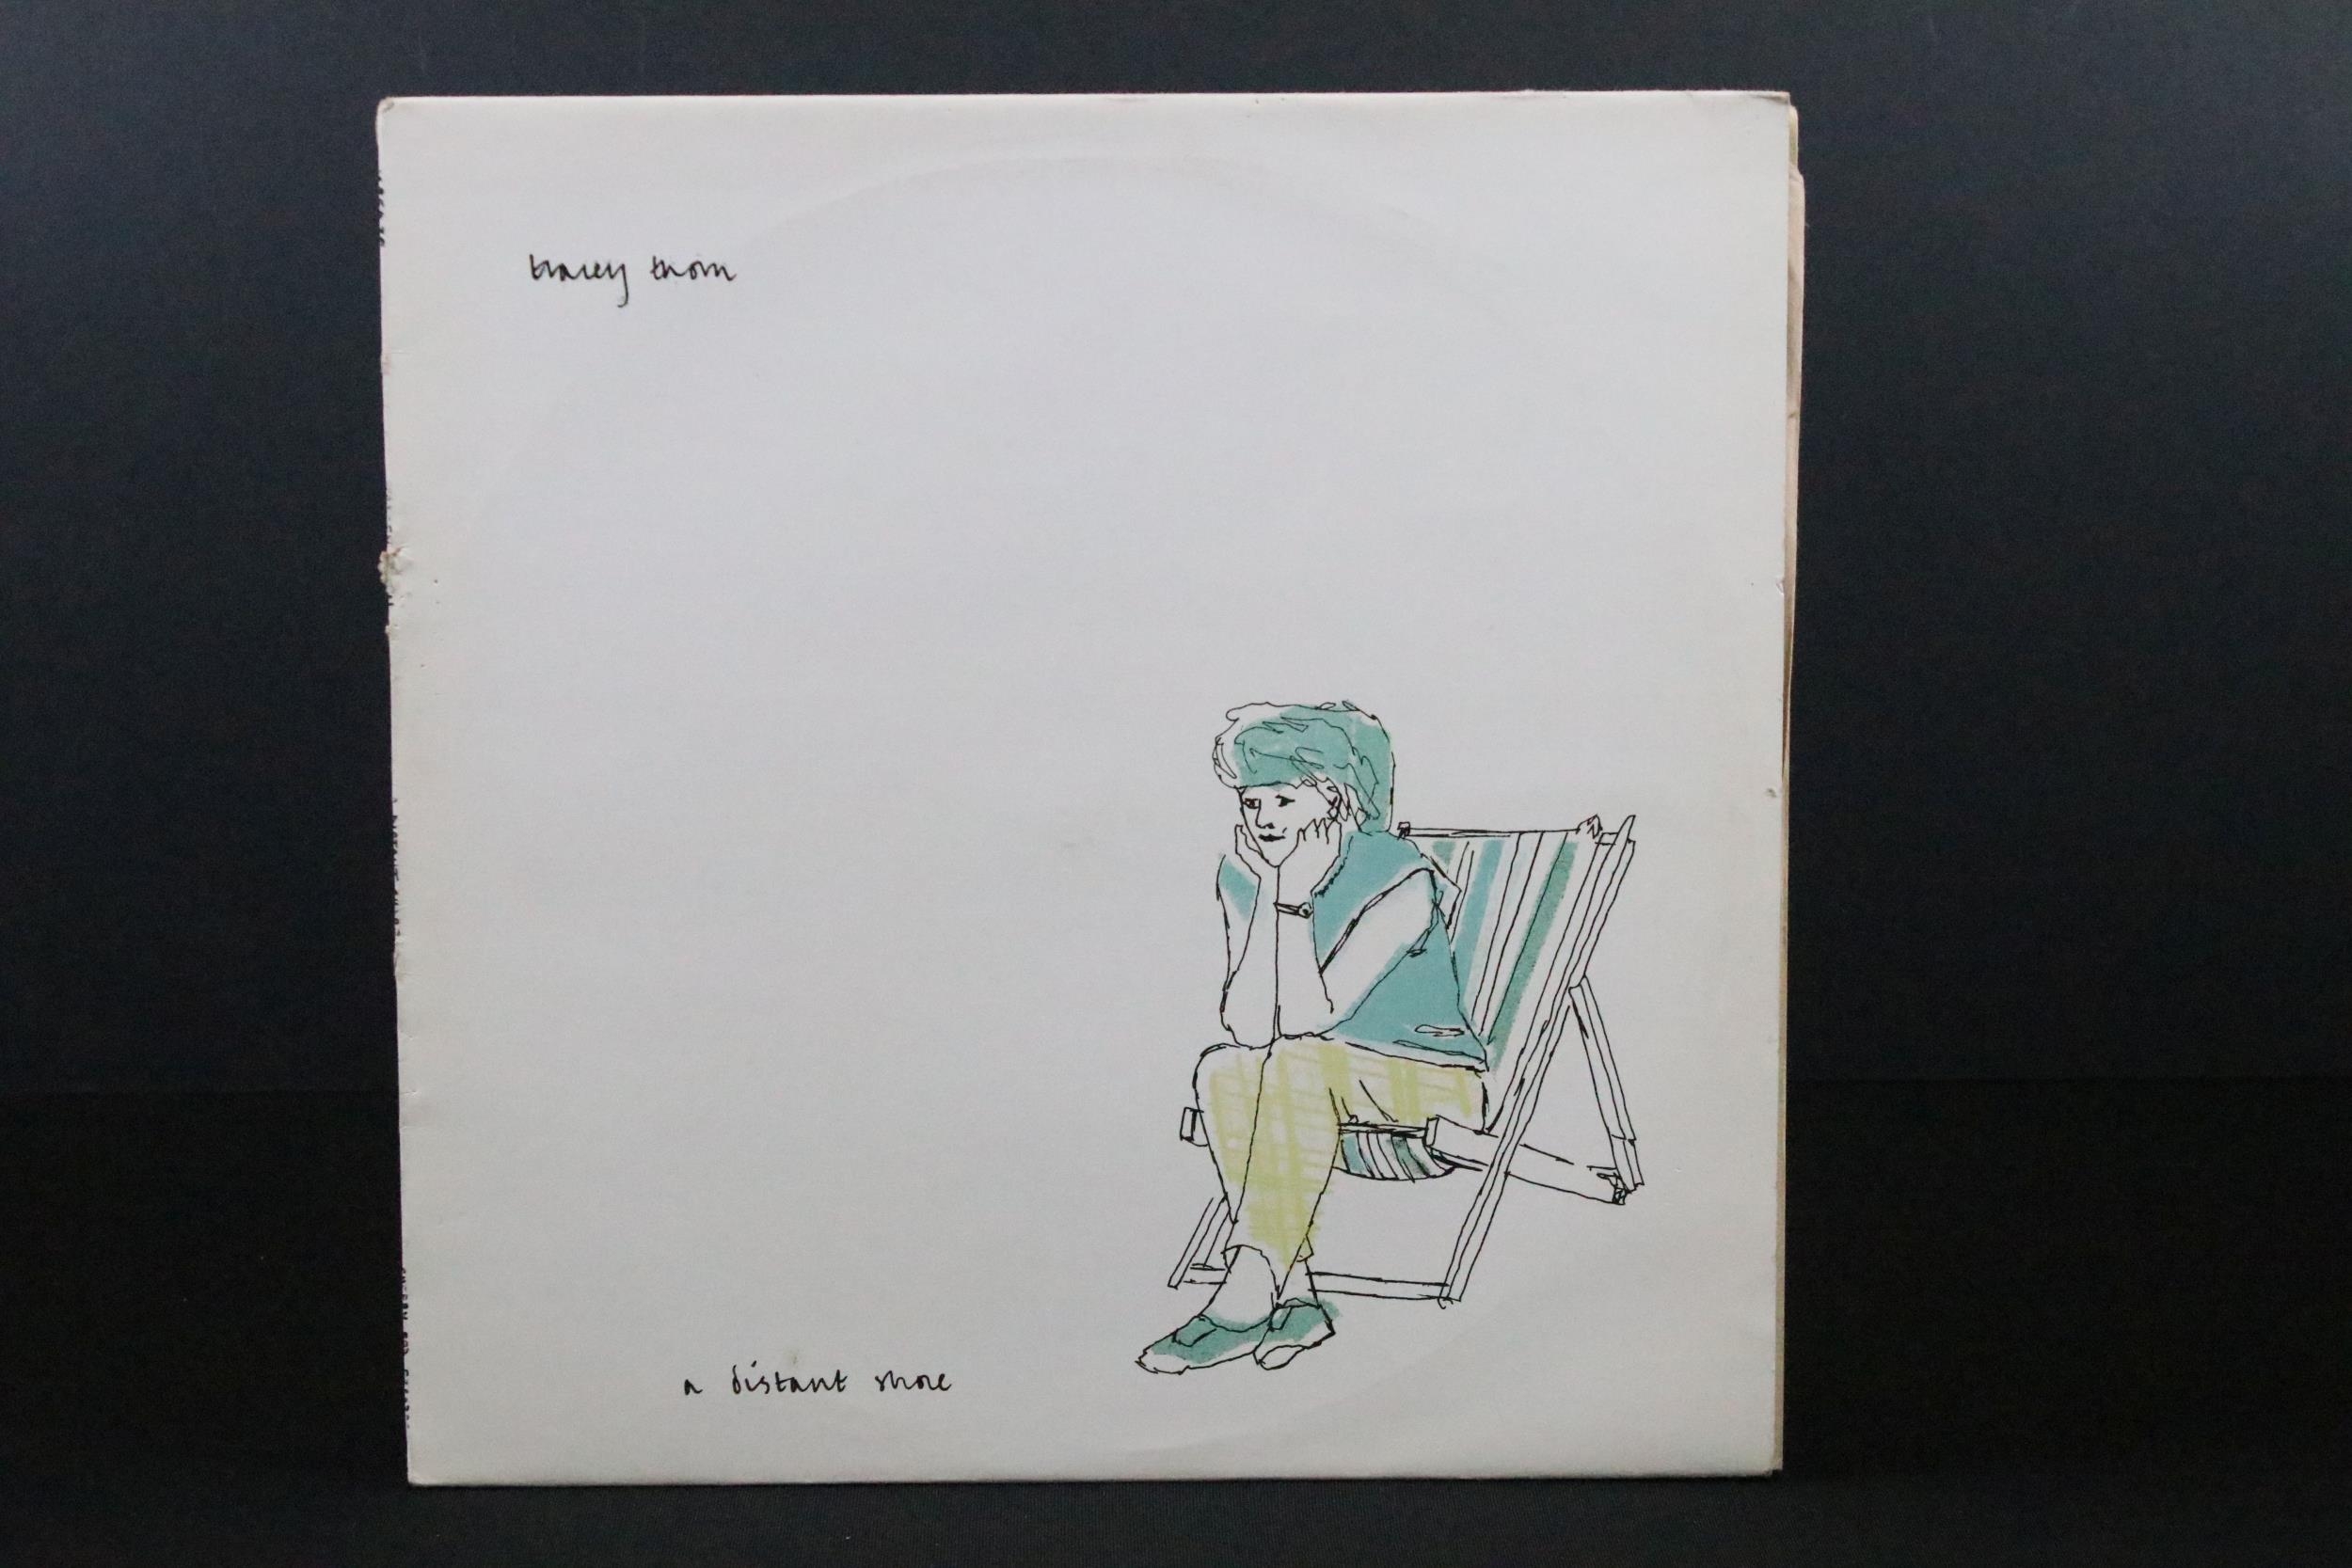 tracey thorn
a distant shore